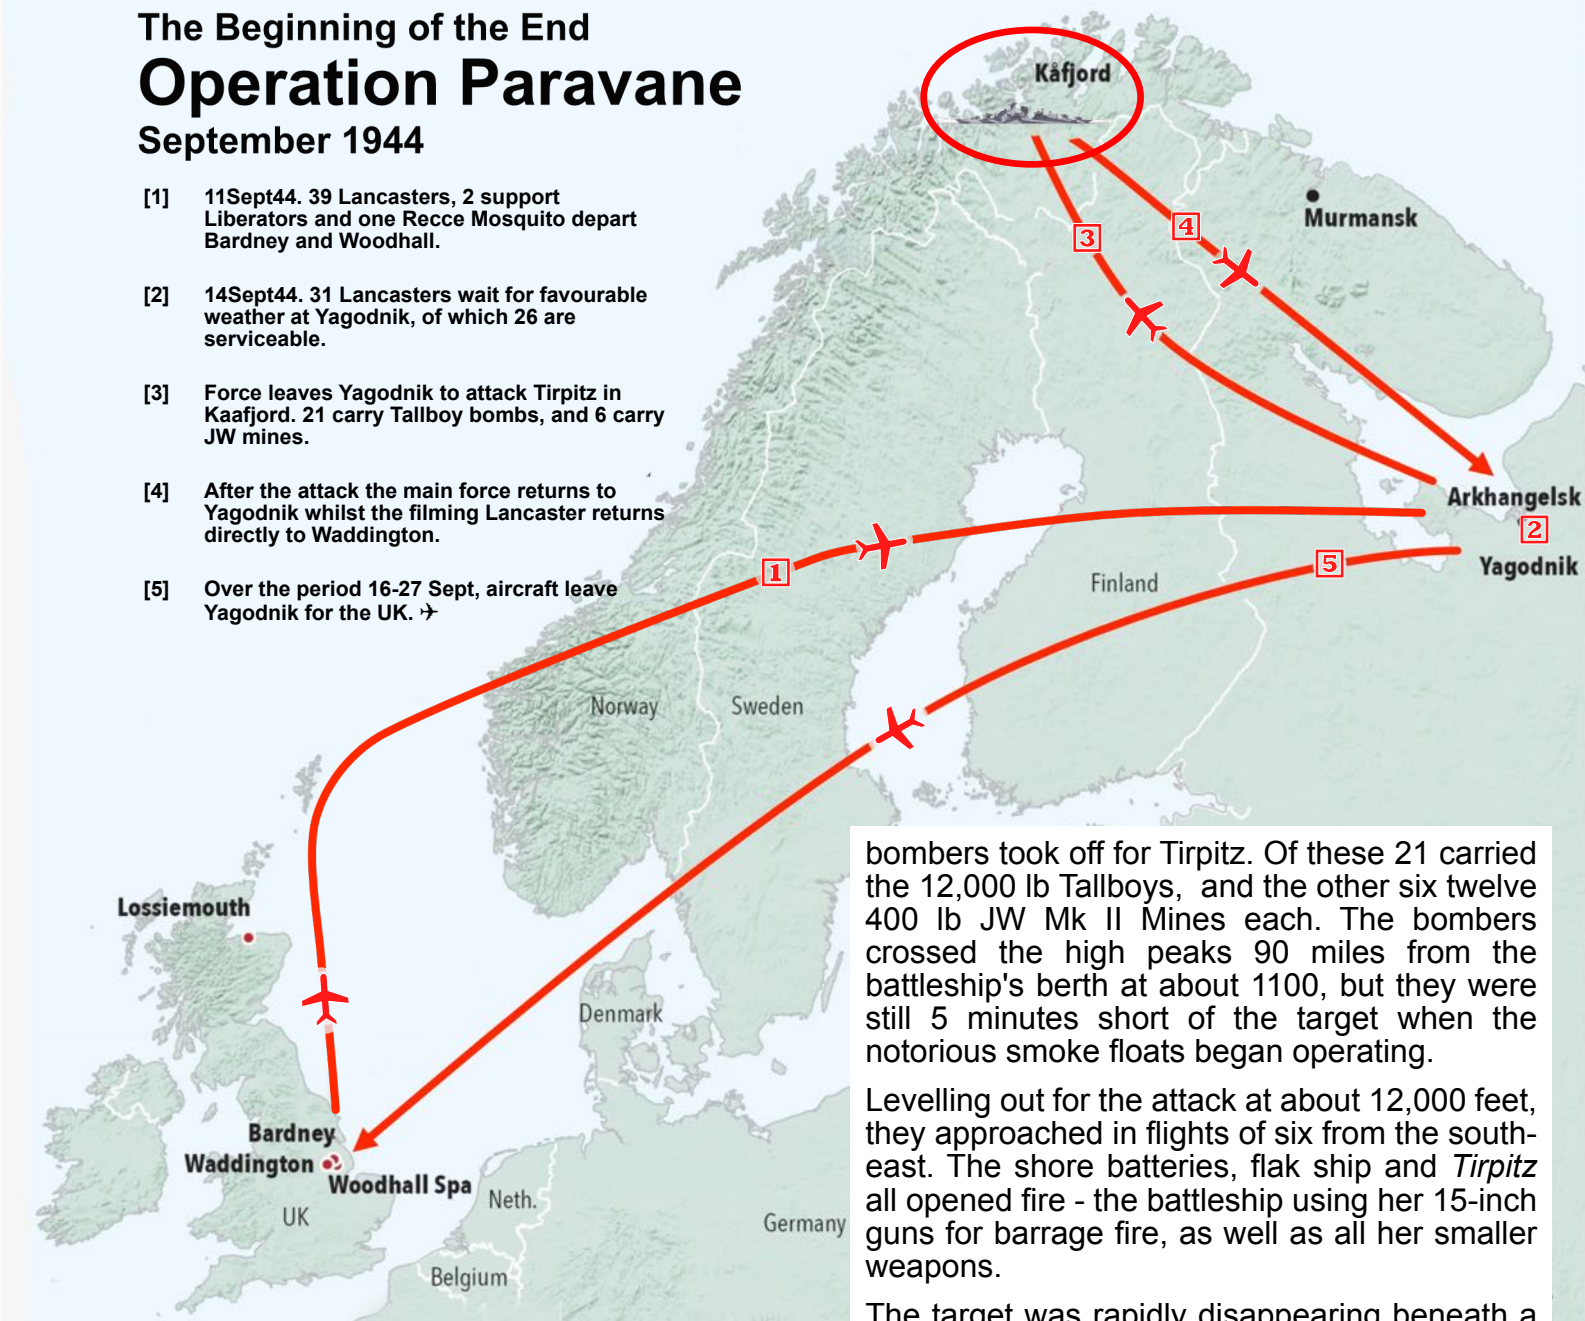 The Beginning of the End
Operation Paravane
September 1944
[1] 11Sept44. 39 Lancasters, 2 support
Liberators and one Recce Mosquito depart
Bardney and Woodhall.
[2] 14Sept44. 31 Lancasters wait for favourable
weather at Yagodnik, of which 26 are
serviceable.
[3] Force leaves Yagodnik to attack Tirpitz in
Kaafjord. 21 carry Tallboy bombs, and 6 carry
JW mines.
[4] After the attack the main force returns to
Yagodnik whilst the filming Lancaster returns
directly to Waddington.
[5] Over the period 16-27 Sept, aircraft leave
Yagodnik for the UK. ✈
Kåfjord
Murmansk
3
4
Arkhangelsk
2
Yagodnik
1
5
Finland
Norway
Sweden
Lossiemouth
Denmark
Bardney
Waddington
Woodhall Spa
UK
Neth.
Belgium
Germany
bombers took off for Tirpitz. Of these 21 carried
the 12,000 lb Tallboys, and the other six twelve
400 lb JW Mk II Mines each. The bombers
crossed the high peaks 90 miles from the
battleship's berth at about 1100, but they were
still 5 minutes short of the target when the
notorious smoke floats began operating.
Levelling out for the attack at about 12,000 feet,
they approached in flights of six from the south-
east. The shore batteries, flak ship and Tirpitz
all opened fire - the battleship using her 15-inch
guns for barrage fire, as well as all her smaller
weapons.
The target was rapidly disappearing beneath a